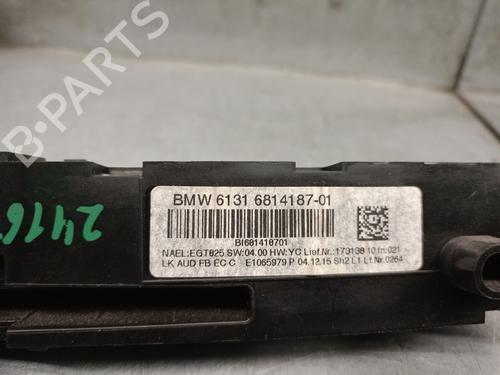 B-PARTS
BMW 6131 6814187-01
BI681418701
NAEL:EGT825 SW:04.00 HW:YC Lief.Nr.:173138 10 In:021
LK AUD FB EC C E1065979 P 04.12.15 Sh2 L1 Lf.Nr.0264
2416